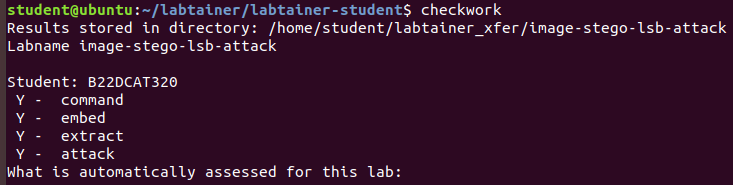 student@ubuntu:~/labtainer/labtainer-student$ checkwork
Results stored in directory: /home/student/labtainer_xfer/image-stego-lsb-attack
Labname image-stego-lsb-attack
Student: B22DCAT320
Y - command
Y - embed
Y - extract
Y - attack
What is automatically assessed for this lab: